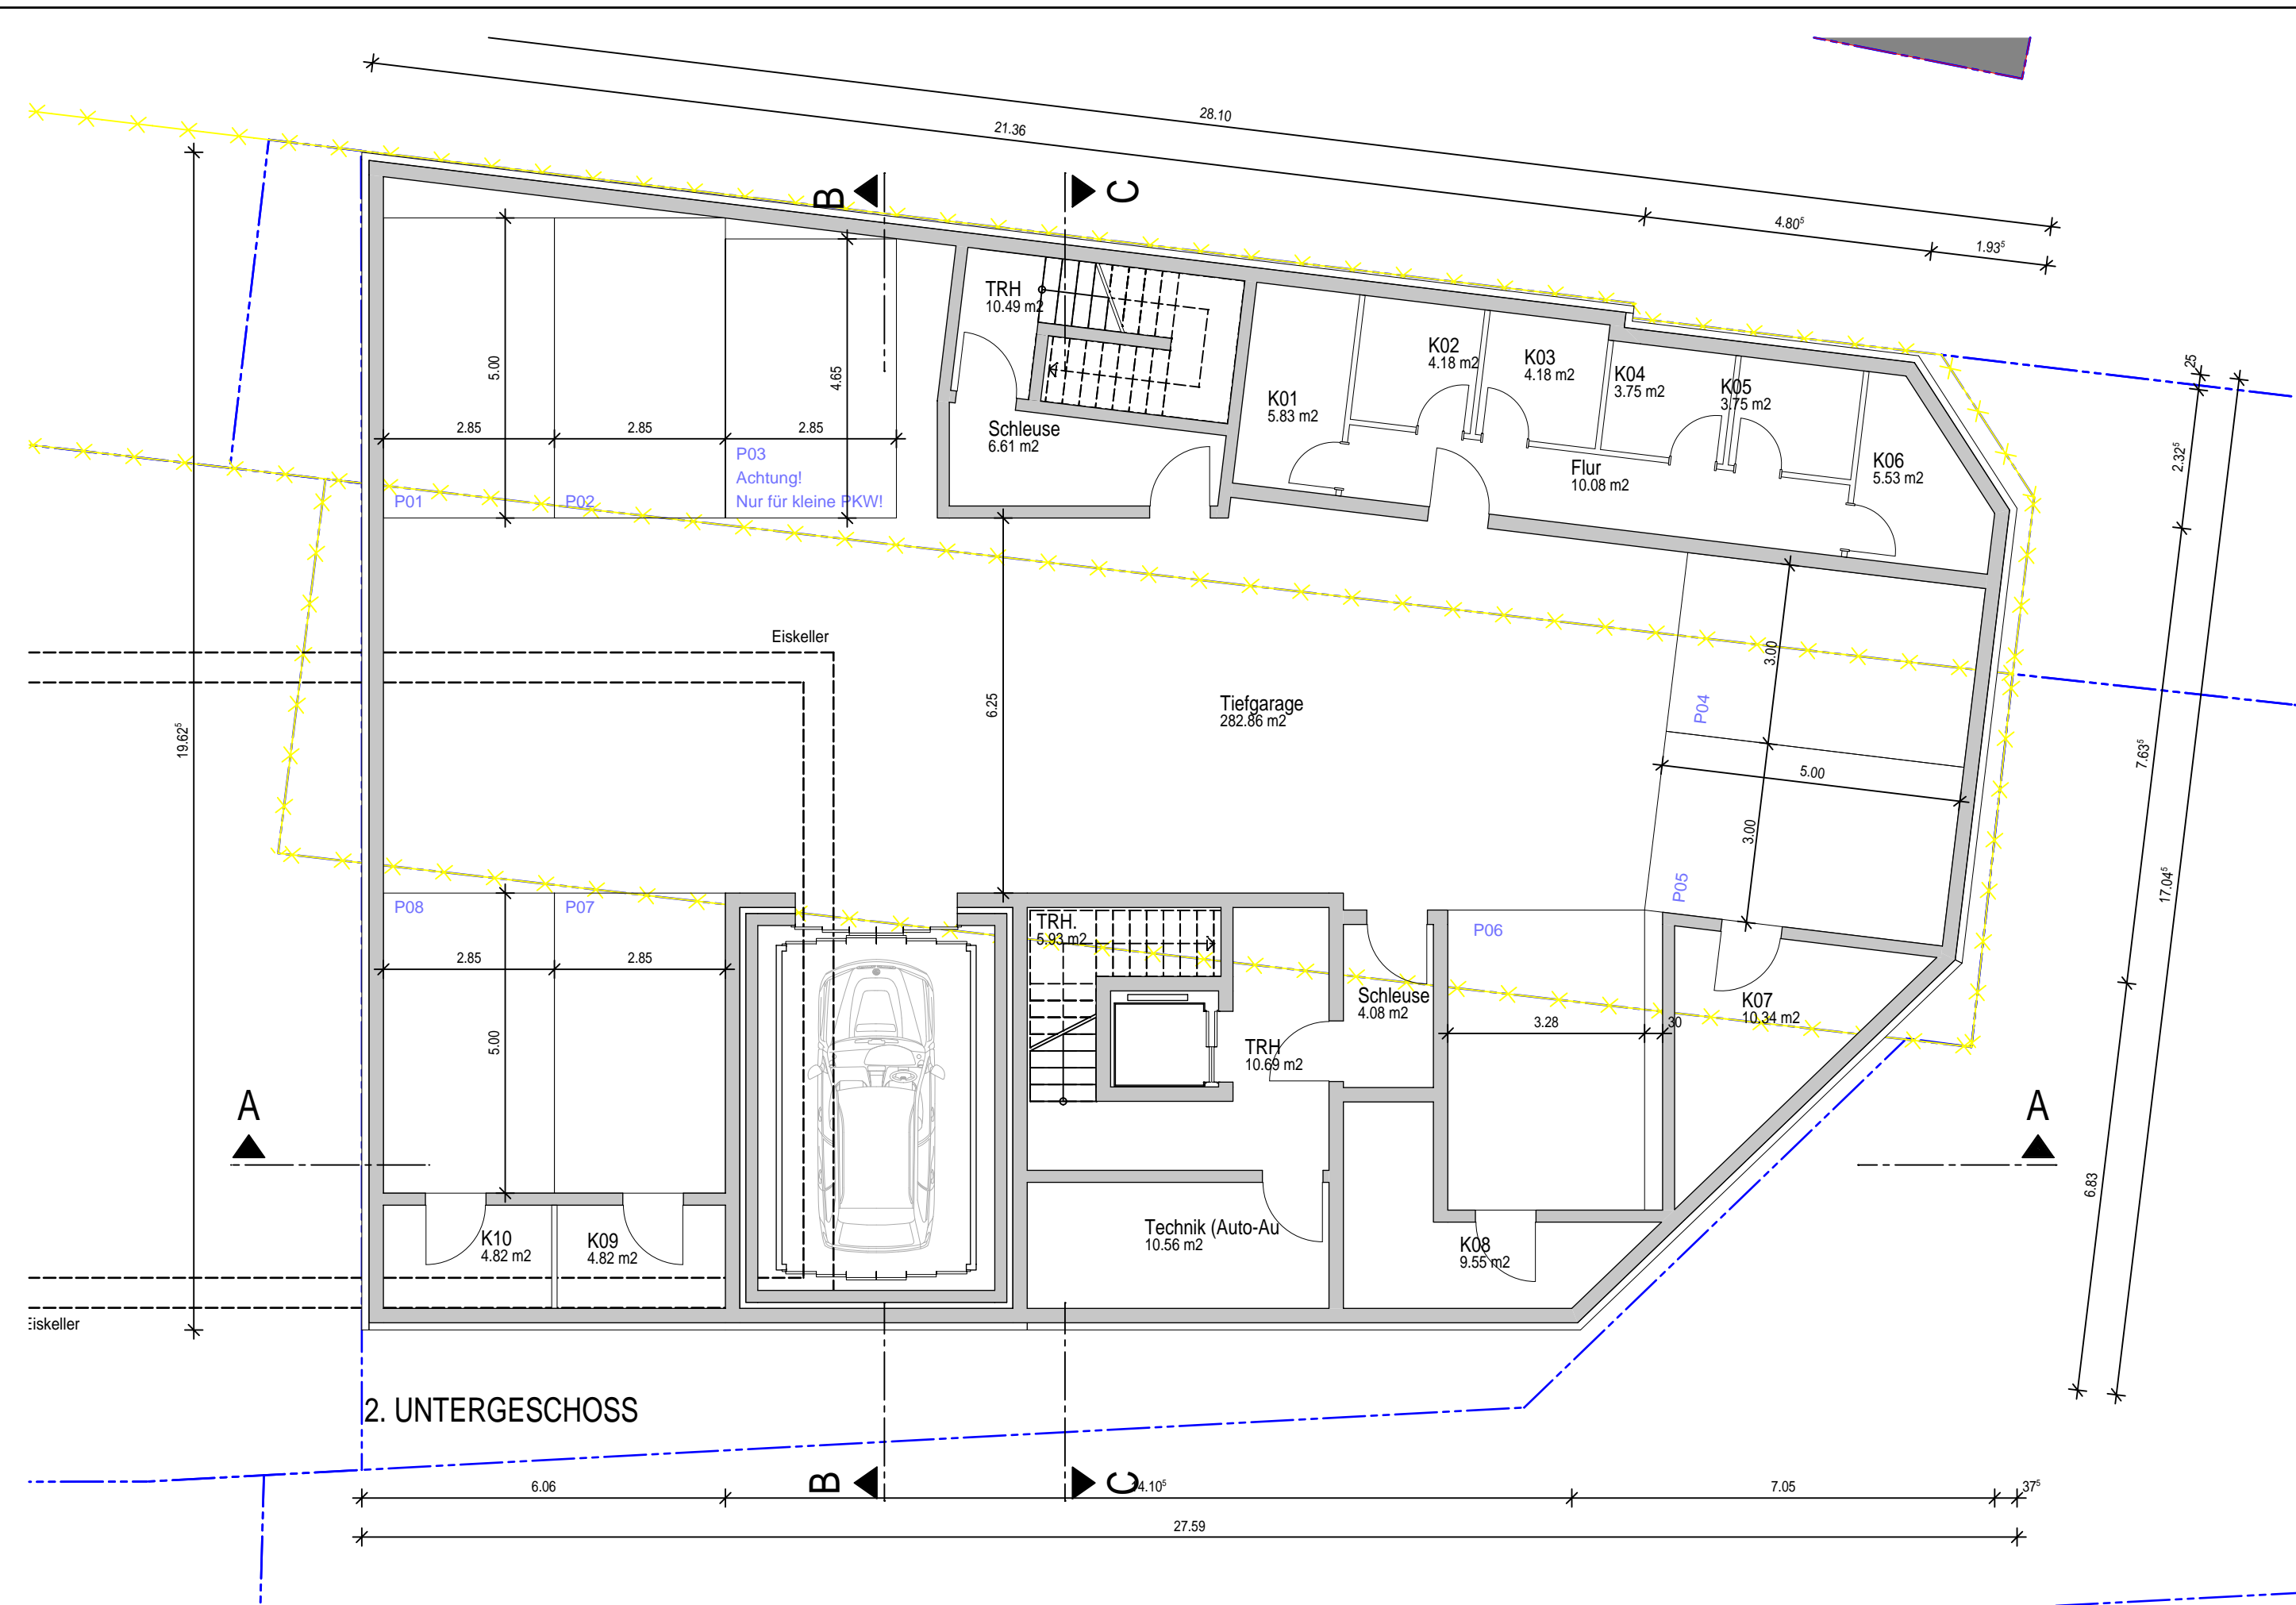 28.10
21.36
4.80⁵
1.93⁵
B
C
TRH
10.49 m2
5.00
4.65
2.85
2.85
2.85
P01
P02
P03
Achtung!
Nur für kleine PKW!
Schleuse
6.61 m2
K01
5.83 m2
K02
4.18 m2
K03
4.18 m2
K04
3.75 m2
K05
3.75 m2
K06
5.53 m2
Flur
10.08 m2
25
2.32⁵
7.63⁵
17.04⁵
6.83
19.62⁵
Eiskeller
6.25
Tiefgarage
282.86 m2
3.00
P04
5.00
3.00
P05
P08
P07
2.85
2.85
5.00
TRH.
5.93 m2
TRH
10.69 m2
Schleuse
4.08 m2
P06
3.28
30
K07
10.34 m2
A
A
K10
4.82 m2
K09
4.82 m2
Technik (Auto-Au
10.56 m2
K08
9.55 m2
Eiskeller
2. UNTERGESCHOSS
B
C
6.06
14.10⁵
7.05
37⁵
27.59